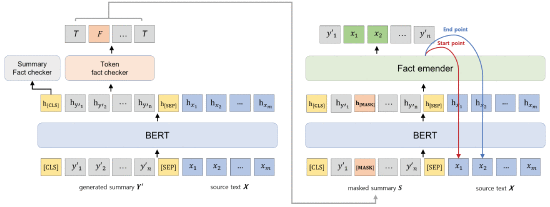 T F T ... T
Summary Fact checker
Token fact checker
h[CLS] hy'1 hy'2 ... hy'n h[SEP] hx1 hx2 ... hxm
BERT
[CLS] y'1 y'2 ... y'n [SEP] x1 x2 ... xm
generated summary Y' source text X
y'1 x1 x2 ... y'n
End point
Start point
Fact emender
h[CLS] hy'1 h[MASK] ... hy'n h[SEP] hx1 hx2 ... hxm
BERT
[CLS] y'1 [MASK] ... y'n [SEP] x1 x2 ... xm
masked summary S source text X